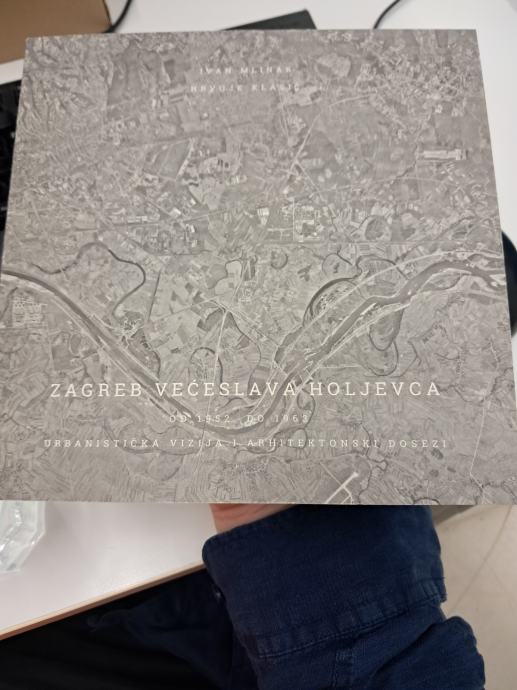 IVAN MLINAR
HRVOJE KLASIĆ
ZAGREB VEĆESLAVA HOLJEVCA
OD 1952. DO 1963.
URBANISTIČKA VIZIJA I ARHITEKTONSKI DOSEZI